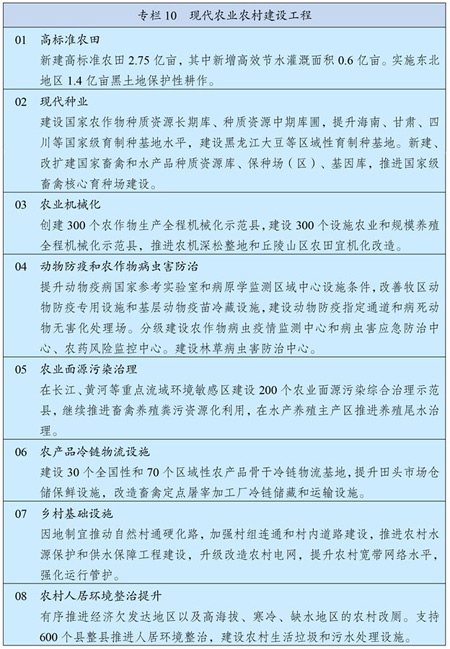 专栏 10 现代农业农村建设工程
01 高标准农田
新建高标准农田 2.75 亿亩，其中新增高效节水灌溉面积 0.6 亿亩。实施东北
地区 1.4 亿亩黑土地保护性耕作。
02 现代种业
建设国家农作物种质资源长期库、种质资源中期库圃，提升海南、甘肃、四
川等国家级育制种基地水平，建设黑龙江大豆等区域性育制种基地。新建、
改扩建国家畜禽和水产品种质资源库、保种场（区）、基因库，推进国家级
畜禽核心育种场建设。
03 农业机械化
创建 300 个农作物生产全程机械化示范县，建设 300 个设施农业和规模养殖
全程机械化示范县，推进农机深松整地和丘陵山区农田宜机化改造。
04 动物防疫和农作物病虫害防治
提升动物疫病国家参考实验室和病原学监测区域中心设施条件，改善牧区动
物防疫专用设施和基层动物疫苗冷藏设施，建设动物防疫指定通道和病死动
物无害化处理场。分级建设农作物病虫疫情监测中心和病虫害应急防治中
心、农药风险监控中心。建设林草病虫害防治中心。
05 农业面源污染治理
在长江、黄河等重点流域环境敏感区建设 200 个农业面源污染综合治理示范
县，继续推进畜禽养殖粪污资源化利用，在水产养殖主产区推进养殖尾水治
理。
06 农产品冷链物流设施
建设 30 个全国性和 70 个区域性农产品骨干冷链物流基地，提升田头市场仓
储保鲜设施，改造畜禽定点屠宰加工厂冷链储藏和运输设施。
07 乡村基础设施
因地制宜推动自然村通硬化路，加强村组连通和村内道路建设，推进农村水
源保护和供水保障工程建设，升级改造农村电网，提升农村宽带网络水平，
强化运行管护。
08 农村人居环境整治提升
有序推进经济欠发达地区以及高海拔、寒冷、缺水地区的农村改厕。支持
600 个县整县推进人居环境整治，建设农村生活垃圾和污水处理设施。